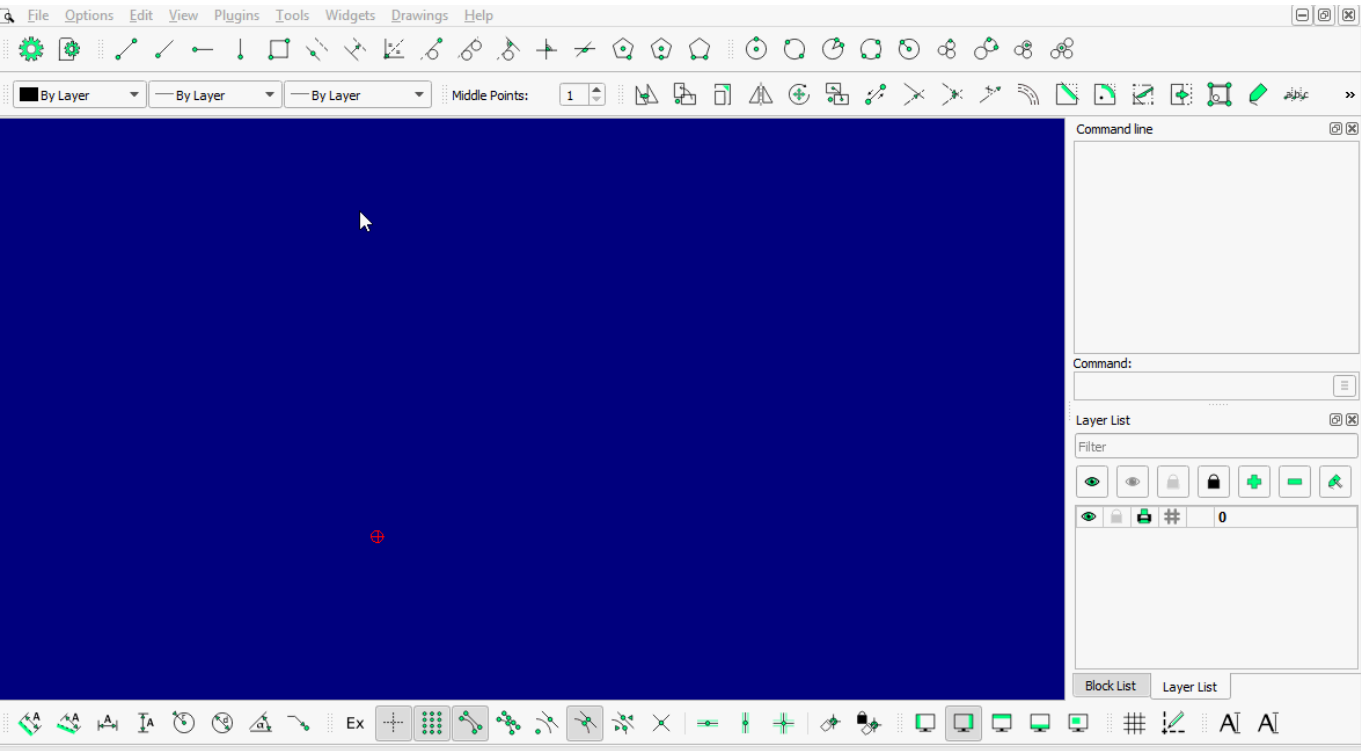 File Options Edit View Plugins Tools Widgets Drawings Help
By Layer By Layer By Layer Middle Points: 1 abc »
Command line
Command:
Layer List
Filter
0
Block List Layer List
A A A A Ex A A